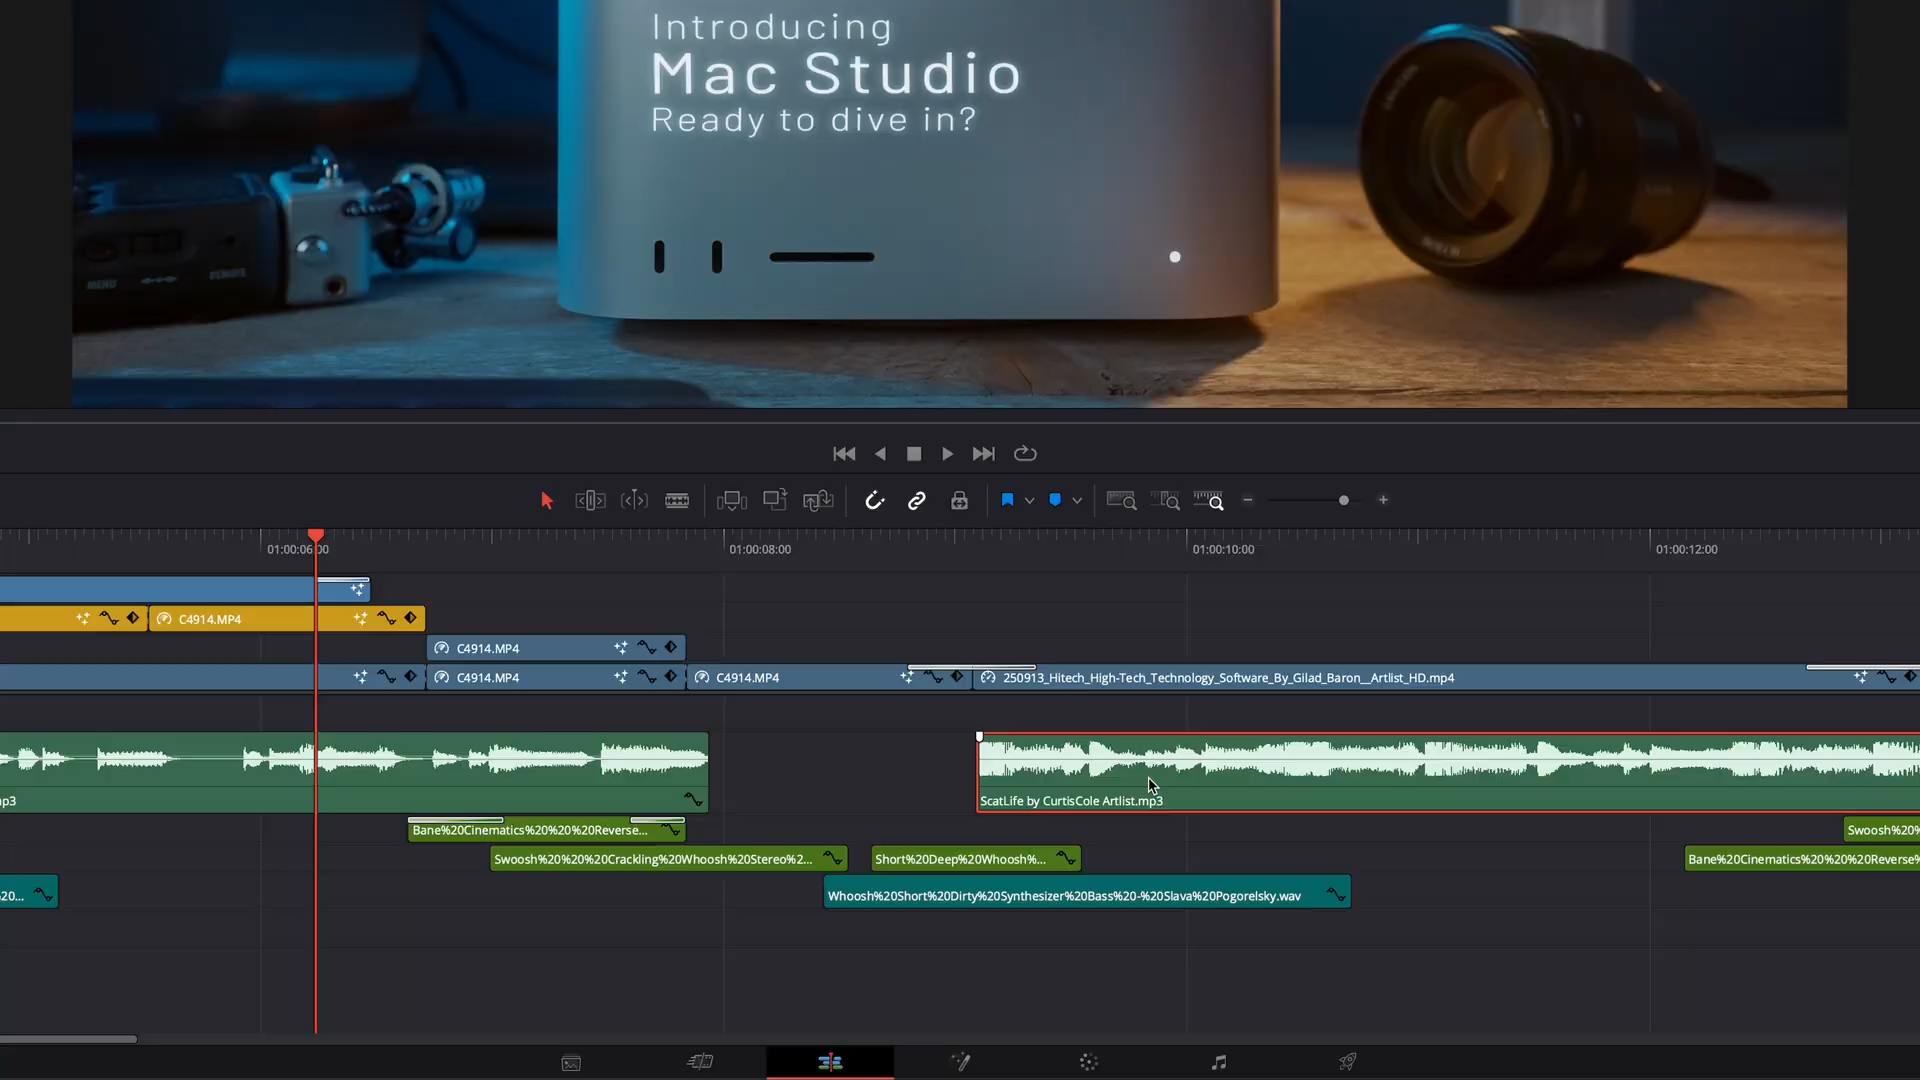 Introducing
Mac Studio
Ready to dive in?
MENU
01:00:06:00
01:00:08:00
01:00:10:00
01:00:12:00
C4914.MP4
C4914.MP4
C4914.MP4
C4914.MP4
250913_Hitech_High-Tech_Technology_Software_By_Gilad_Baron__Artlist_HD.mp4
p3
ScatLife by CurtisCole Artlist.mp3
Bane%20Cinematics%20%20%20Reverse...
Swoosh%20%
Swoosh%20%20%20Crackling%20Whoosh%20Stereo%2...
Short%20Deep%20Whoosh%...
Bane%20Cinematics%20%20%20Reverse%
20...
Whoosh%20Short%20Dirty%20Synthesizer%20Bass%20-%20Slava%20Pogorelsky.wav